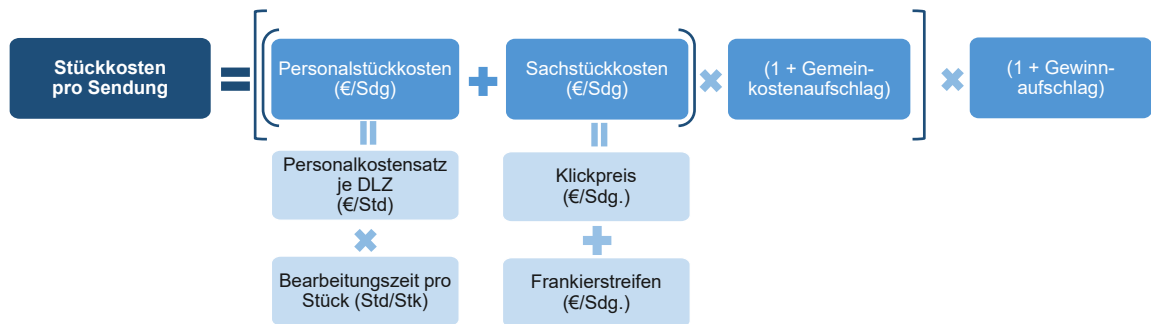 Stückkosten
pro Sendung
=
Personalstückkosten
(€/Sdg)
+
Sachstückkosten
(€/Sdg)
×
(1 + Gemein-
kostenaufschlag)
×
(1 + Gewinn-
aufschlag)
=
Personalkostensatz
je DLZ
(€/Std)
×
Bearbeitungszeit pro
Stück (Std/Stk)
=
Klickpreis
(€/Sdg.)
+
Frankierstreifen
(€/Sdg.)